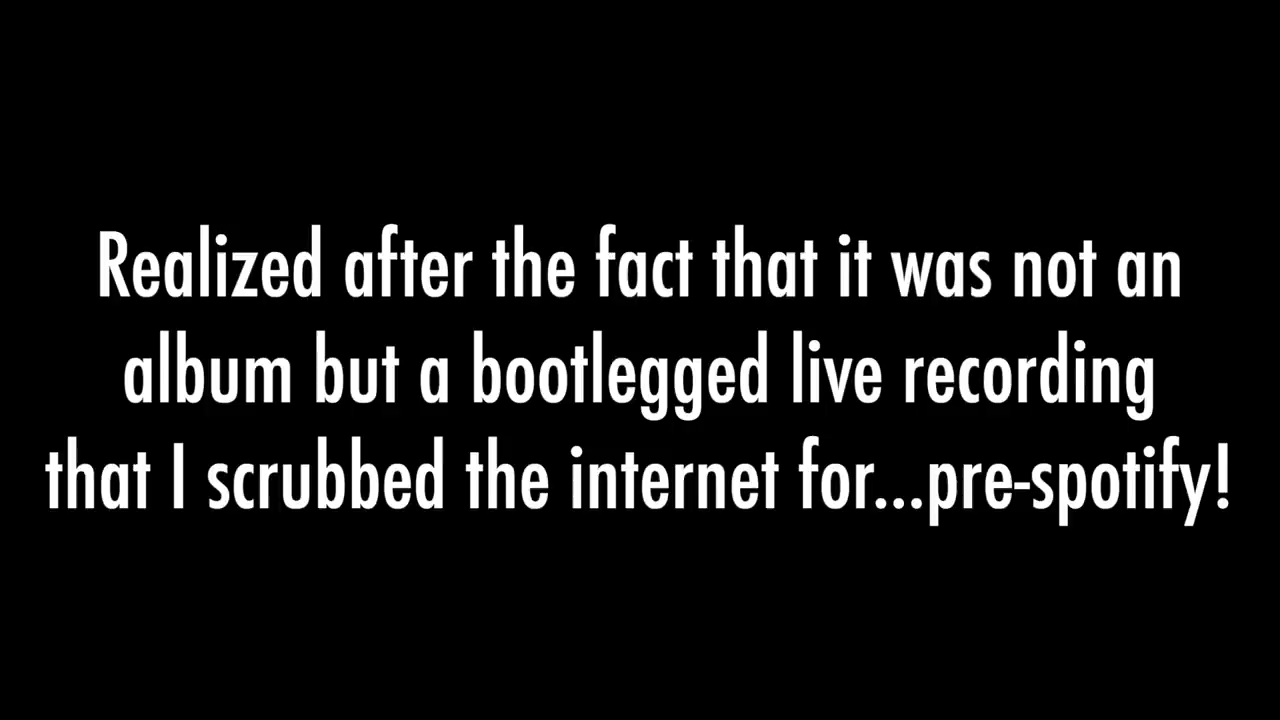 Realized after the fact that it was not an
album but a bootlegged live recording
that I scrubbed the internet for...pre-spotify!